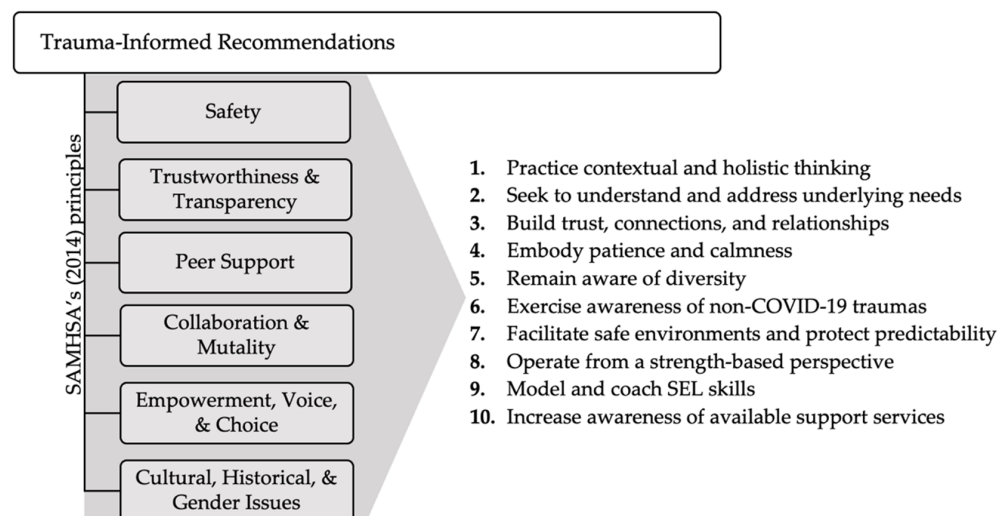 Trauma-Informed Recommendations
SAMHSA's (2014) principles
Safety
Trustworthiness &
Transparency
Peer Support
Collaboration &
Mutality
Empowerment, Voice,
& Choice
Cultural, Historical, &
Gender Issues
1. Practice contextual and holistic thinking
2. Seek to understand and address underlying needs
3. Build trust, connections, and relationships
4. Embody patience and calmness
5. Remain aware of diversity
6. Exercise awareness of non-COVID-19 traumas
7. Facilitate safe environments and protect predictability
8. Operate from a strength-based perspective
9. Model and coach SEL skills
10. Increase awareness of available support services